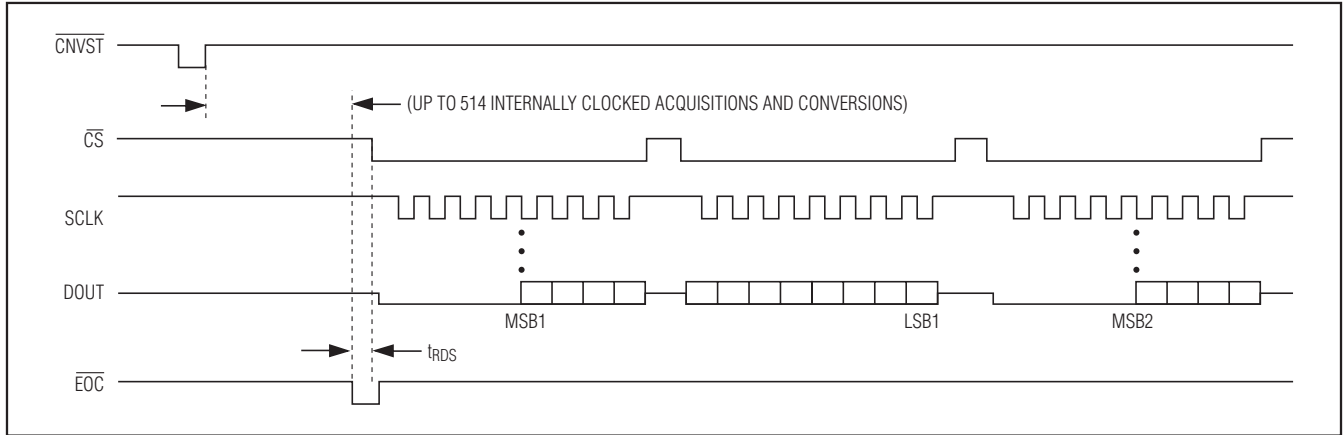 CNVST
(UP TO 514 INTERNALLY CLOCKED ACQUISITIONS AND CONVERSIONS)
CS
SCLK
DOUT
MSB1
LSB1
MSB2
tRDS
EOC